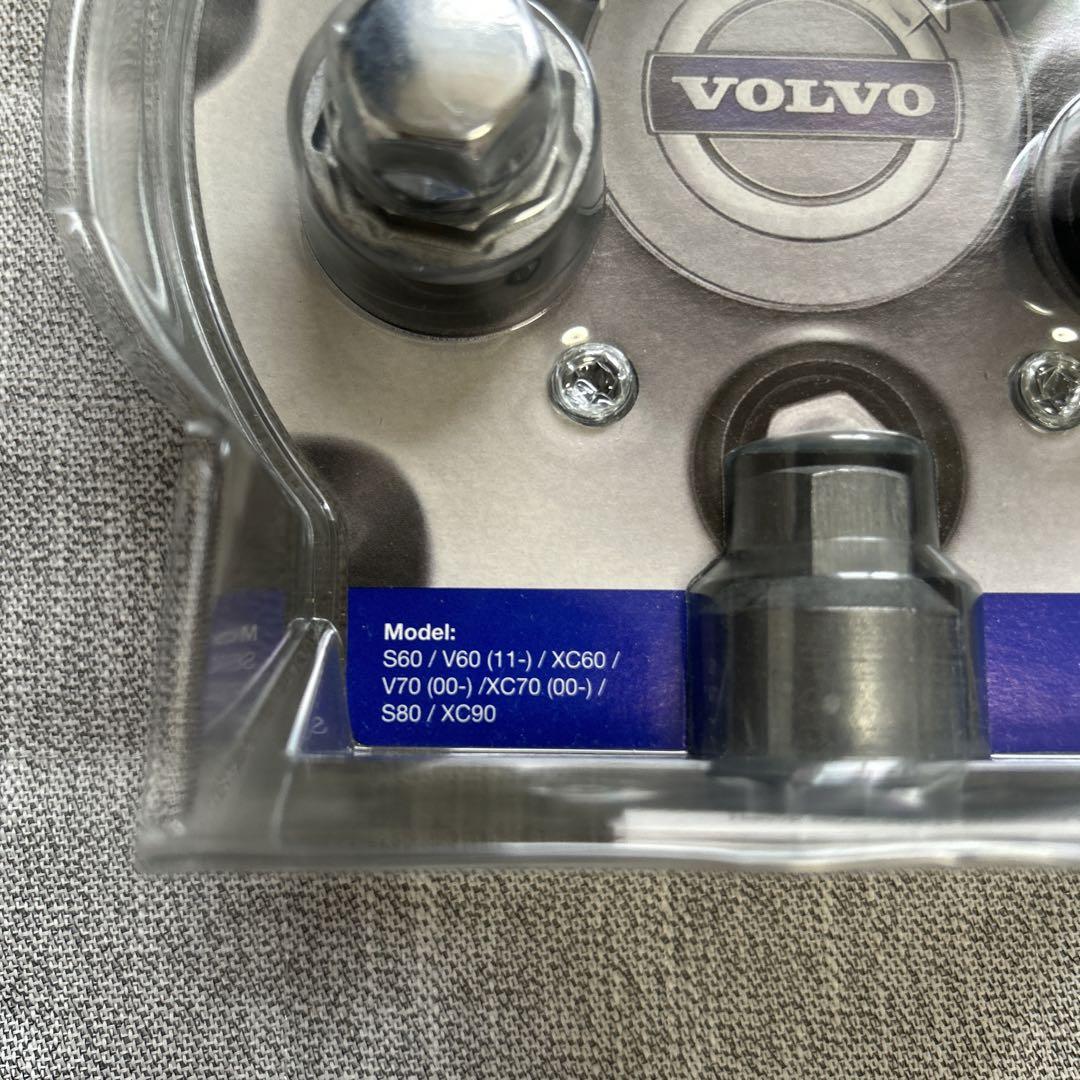 VOLVO
Model:
S60 / V60 (11-) / XC60 /
V70 (00-) /XC70 (00-) /
S80 / XC90